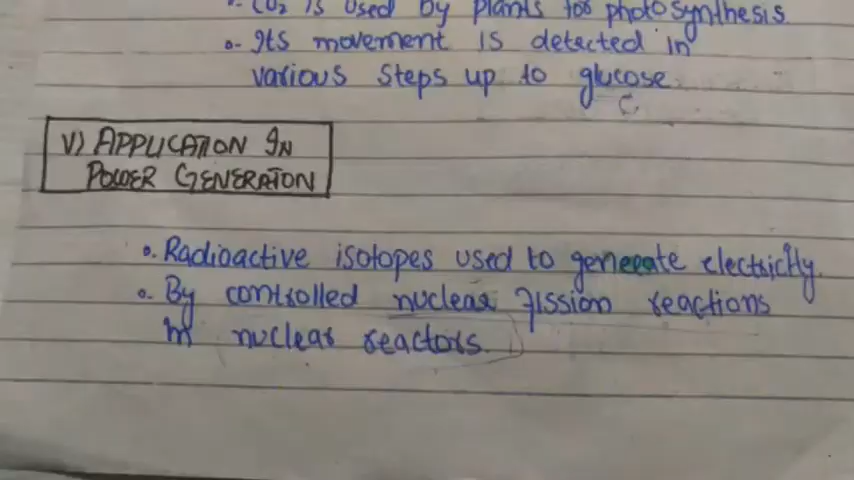 ◦- CO₂ is used by plants for photosynthesis.
◦- Its movement is detected in
various steps up to glucose.
C
V) APPLICATION IN
POWER GENERATON
◦. Radioactive isotopes used to generate electricity.
◦. By controlled nuclear fission reactions
in nuclear reactors.